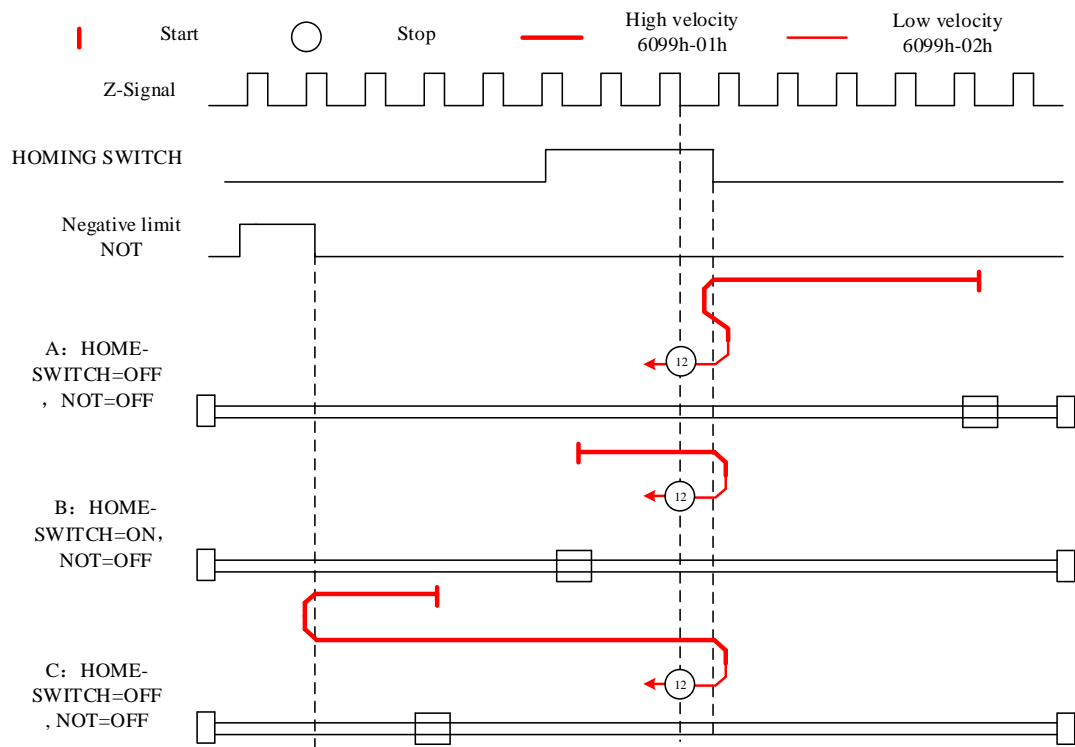 Start
Stop
High velocity
6099h-01h
Low velocity
6099h-02h
Z-Signal
HOMING SWITCH
Negative limit
NOT
A：HOME-
SWITCH=OFF
，NOT=OFF
12
B：HOME-
SWITCH=ON，
NOT=OFF
12
C：HOME-
SWITCH=OFF
, NOT=OFF
12